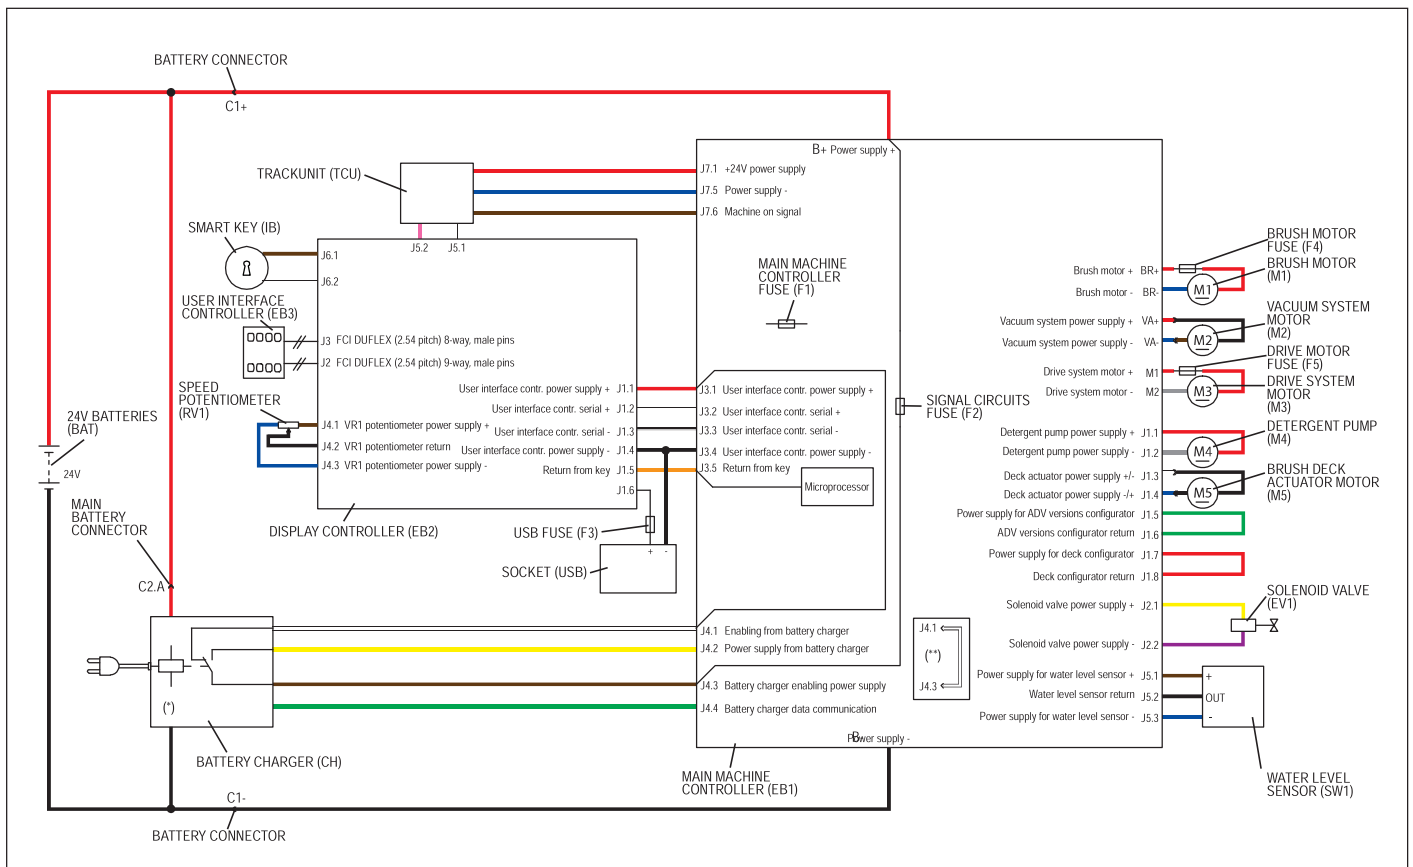 BATTERY CONNECTOR
C1+
B+ Power supply +
TRACKUNIT (TCU)
J7.1 +24V power supply
J7.5 Power supply -
J7.6 Machine on signal
J5.2 J5.1
SMART KEY (IB)
J6.1
J6.2
USER INTERFACE
CONTROLLER (EB3)
J3 FCI DUFLEX (2.54 pitch) 8-way, male pins
J2 FCI DUFLEX (2.54 pitch) 9-way, male pins
SPEED
POTENTIOMETER
(RV1)
User interface contr. power supply + J1.1
User interface contr. serial + J1.2
User interface contr. serial - J1.3
User interface contr. power supply - J1.4
Return from key J1.5
J1.6
J4.1 VR1 potentiometer power supply +
J4.2 VR1 potentiometer return
J4.3 VR1 potentiometer power supply -
24V BATTERIES
(BAT)
24V
MAIN
BATTERY
CONNECTOR
C2.A
DISPLAY CONTROLLER (EB2)
USB FUSE (F3)
+ -
SOCKET (USB)
MAIN MACHINE
CONTROLLER
FUSE (F1)
J3.1 User interface contr. power supply +
J3.2 User interface contr. serial +
J3.3 User interface contr. serial -
J3.4 User interface contr. power supply -
J3.5 Return from key
Microprocessor
SIGNAL CIRCUITS
FUSE (F2)
J4.1 Enabling from battery charger
J4.2 Power supply from battery charger
J4.3 Battery charger enabling power supply
J4.4 Battery charger data communication
J4.1
(**)
J4.3
(*)
BATTERY CHARGER (CH)
C1-
BATTERY CONNECTOR
B- Power supply -
MAIN MACHINE
CONTROLLER (EB1)
Brush motor + BR+
Brush motor - BR-
Vacuum system power supply + VA+
Vacuum system power supply - VA-
Drive system motor + M1
Drive system motor - M2
Detergent pump power supply + J1.1
Detergent pump power supply - J1.2
Deck actuator power supply +/- J1.3
Deck actuator power supply -/+ J1.4
Power supply for ADV versions configurator J1.5
ADV versions configurator return J1.6
Power supply for deck configurator J1.7
Deck configurator return J1.8
Solenoid valve power supply + J2.1
Solenoid valve power supply - J2.2
Power supply for water level sensor + J5.1
Water level sensor return J5.2
Power supply for water level sensor - J5.3
BRUSH MOTOR
FUSE (F4)
BRUSH MOTOR
(M1)
M1
VACUUM SYSTEM
MOTOR
(M2)
M2
DRIVE MOTOR
FUSE (F5)
DRIVE SYSTEM
MOTOR
(M3)
M3
DETERGENT PUMP
(M4)
M4
BRUSH DECK
ACTUATOR MOTOR
(M5)
M5
SOLENOID VALVE
(EV1)
+
OUT
-
WATER LEVEL
SENSOR (SW1)